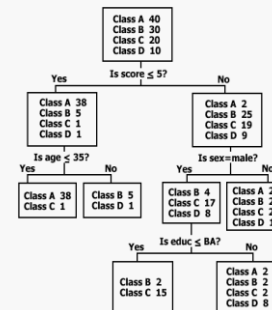 Class A 40
Class B 30
Class C 20
Class D 10
Is score ≤ 5?
Yes
No
Class A 38
Class B 5
Class C 1
Class D 1
Class A 2
Class B 25
Class C 19
Class D 9
Is age ≤ 35?
Yes
No
Is sex=male?
Yes
No
Class A 38
Class C 1
Class B 5
Class D 1
Class B 4
Class C 17
Class D 8
Class A 2
Class B 2
Class C 2
Class D 1
Is educ ≤ BA?
Yes
No
Class B 2
Class C 15
Class A 2
Class B 2
Class C 2
Class D 8